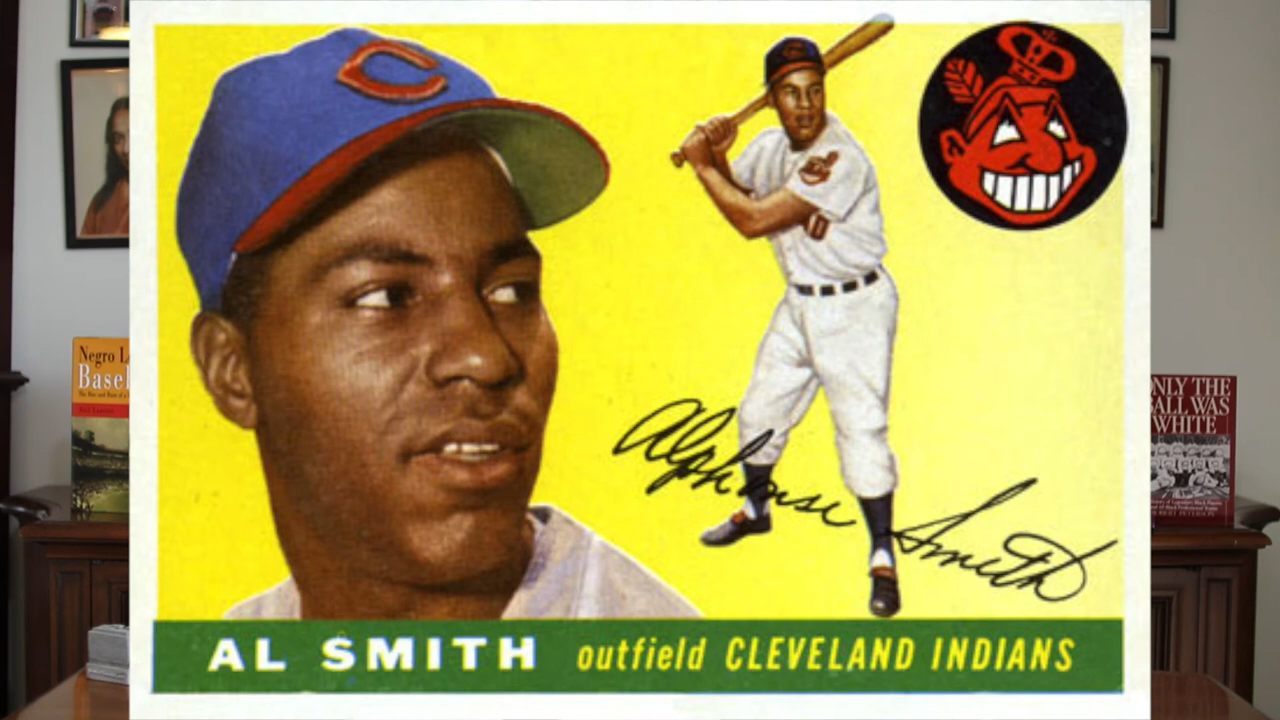 C
AL SMITH outfield CLEVELAND INDIANS
Alphonse Smith
Negro L
Basel
ONLY THE
BALL WAS
WHITE